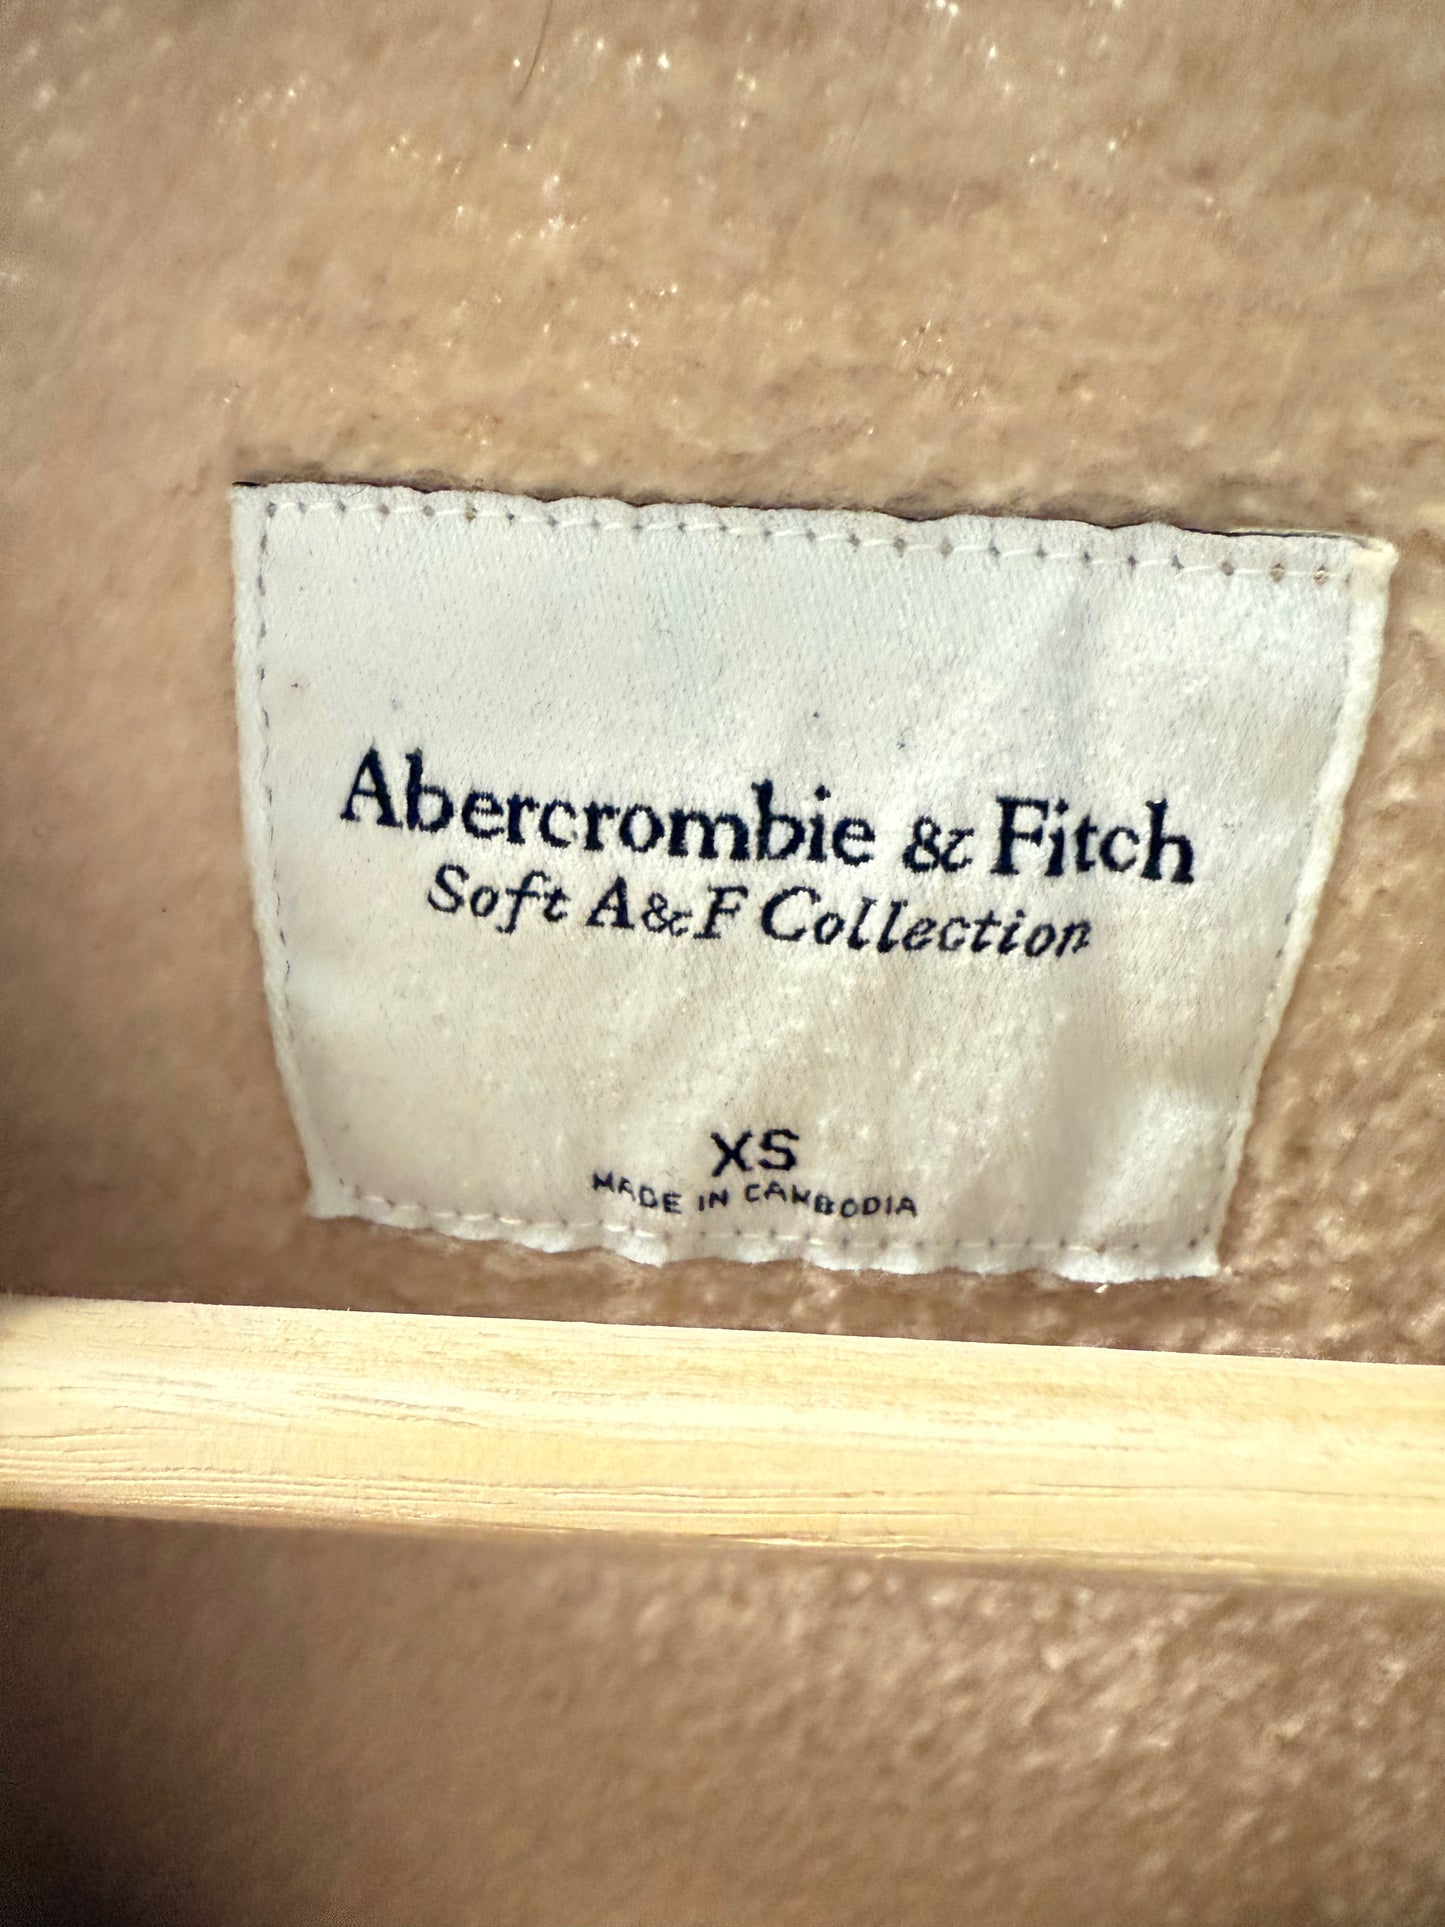 Abercrombie & Fitch
Soft A&F Collection
XS
MADE IN CAMBODIA